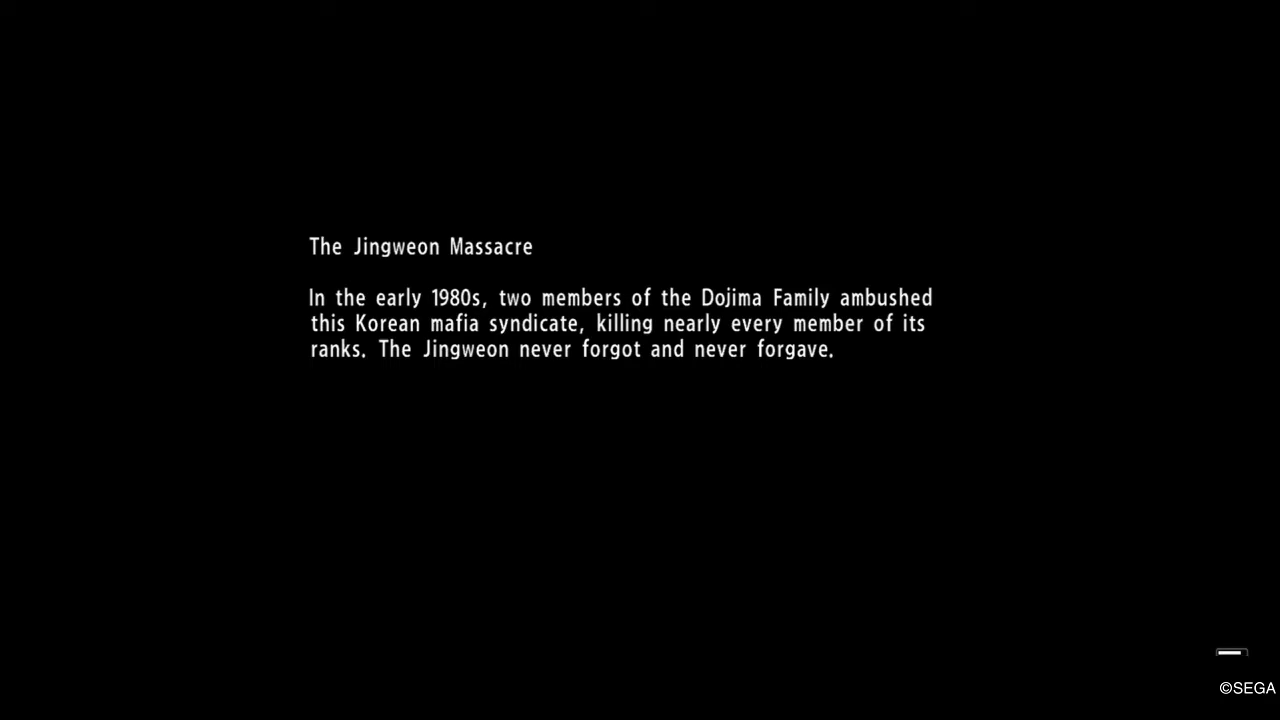 The Jingweon Massacre
In the early 1980s, two members of the Dojima Family ambushed
this Korean mafia syndicate, killing nearly every member of its
ranks. The Jingweon never forgot and never forgave.
©SEGA